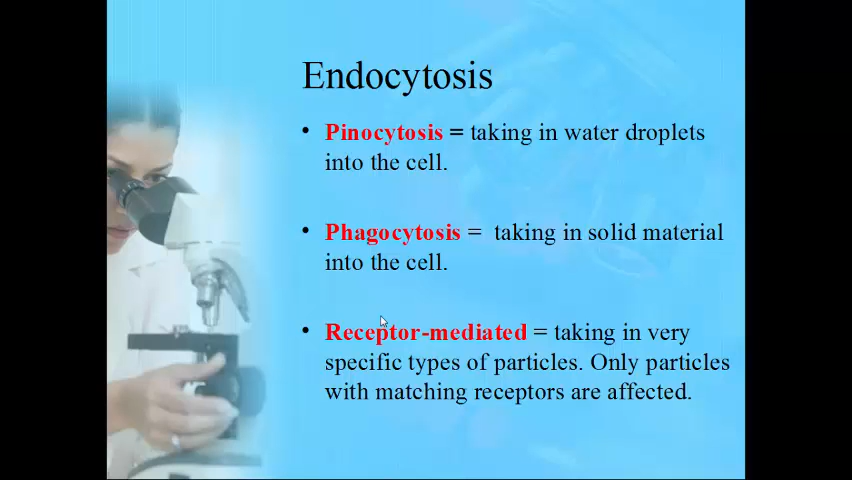 Endocytosis
• Pinocytosis = taking in water droplets
into the cell.
• Phagocytosis = taking in solid material
into the cell.
• Receptor-mediated = taking in very
specific types of particles. Only particles
with matching receptors are affected.